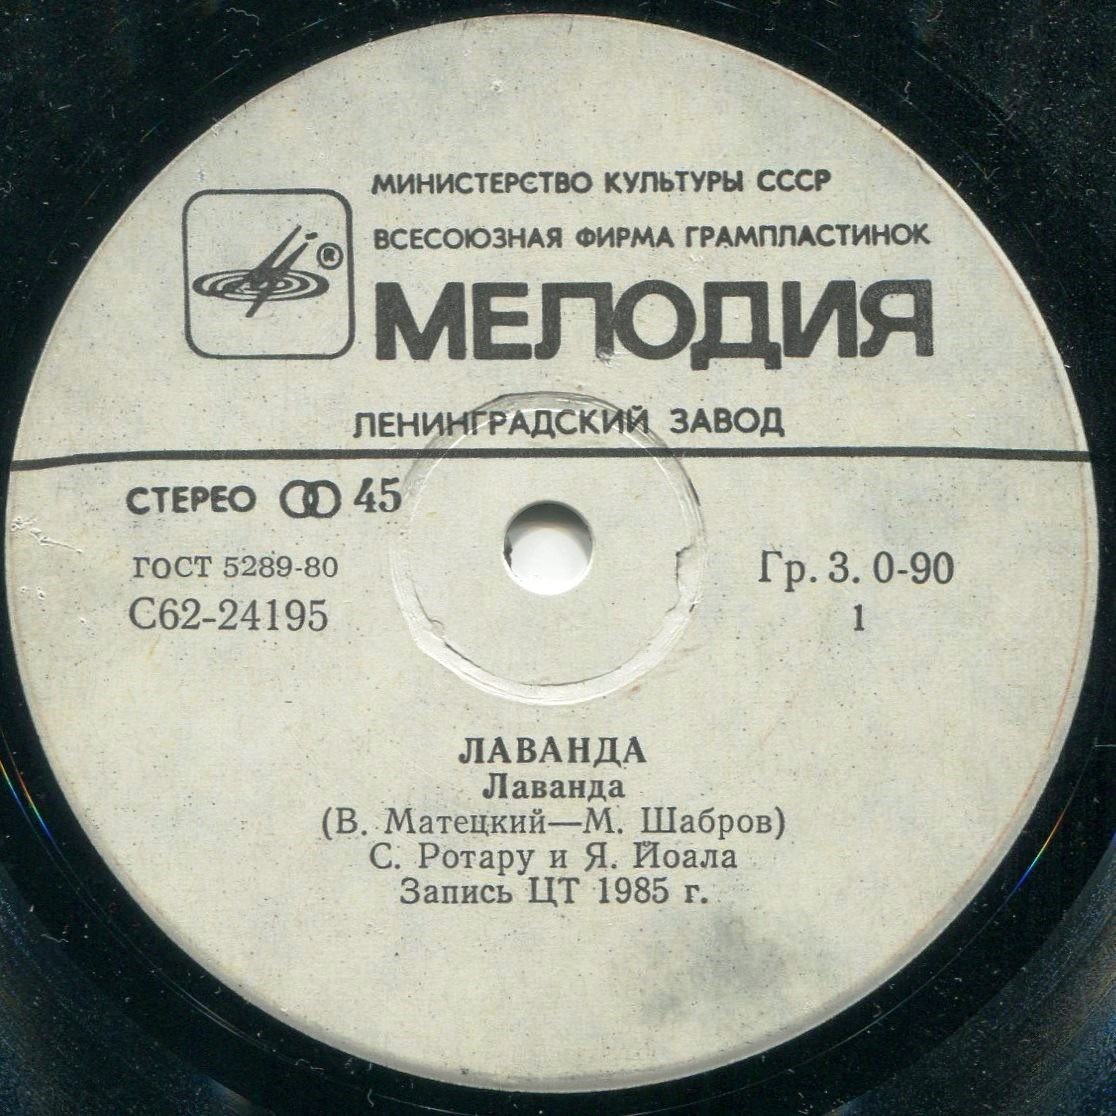 МИНИСТЕРСТВО КУЛЬТУРЫ СССР
ВСЕСОЮЗНАЯ ФИРМА ГРАМПЛАСТИНОК
®
МЕЛОДИЯ
ЛЕНИНГРАДСКИЙ ЗАВОД
СТЕРЕО 45
ГОСТ 5289-80
С62-24195
Гр. 3. 0-90
1
ЛАВАНДА
Лаванда
(В. Матецкий—М. Шабров)
С. Ротару и Я. Йоала
Запись ЦТ 1985 г.